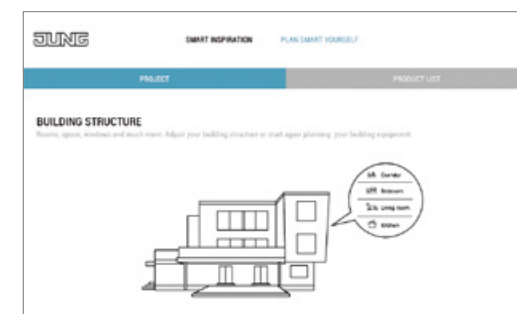 JUNG
SMART INSPIRATION PLAN SMART YOURSELF
PROJECT PRODUCT LIST
BUILDING STRUCTURE
Rooms, space, windows and much more: Adjust your building structure or start again planning your building equipment.
Corridor
Bedroom
Living room
Kitchen